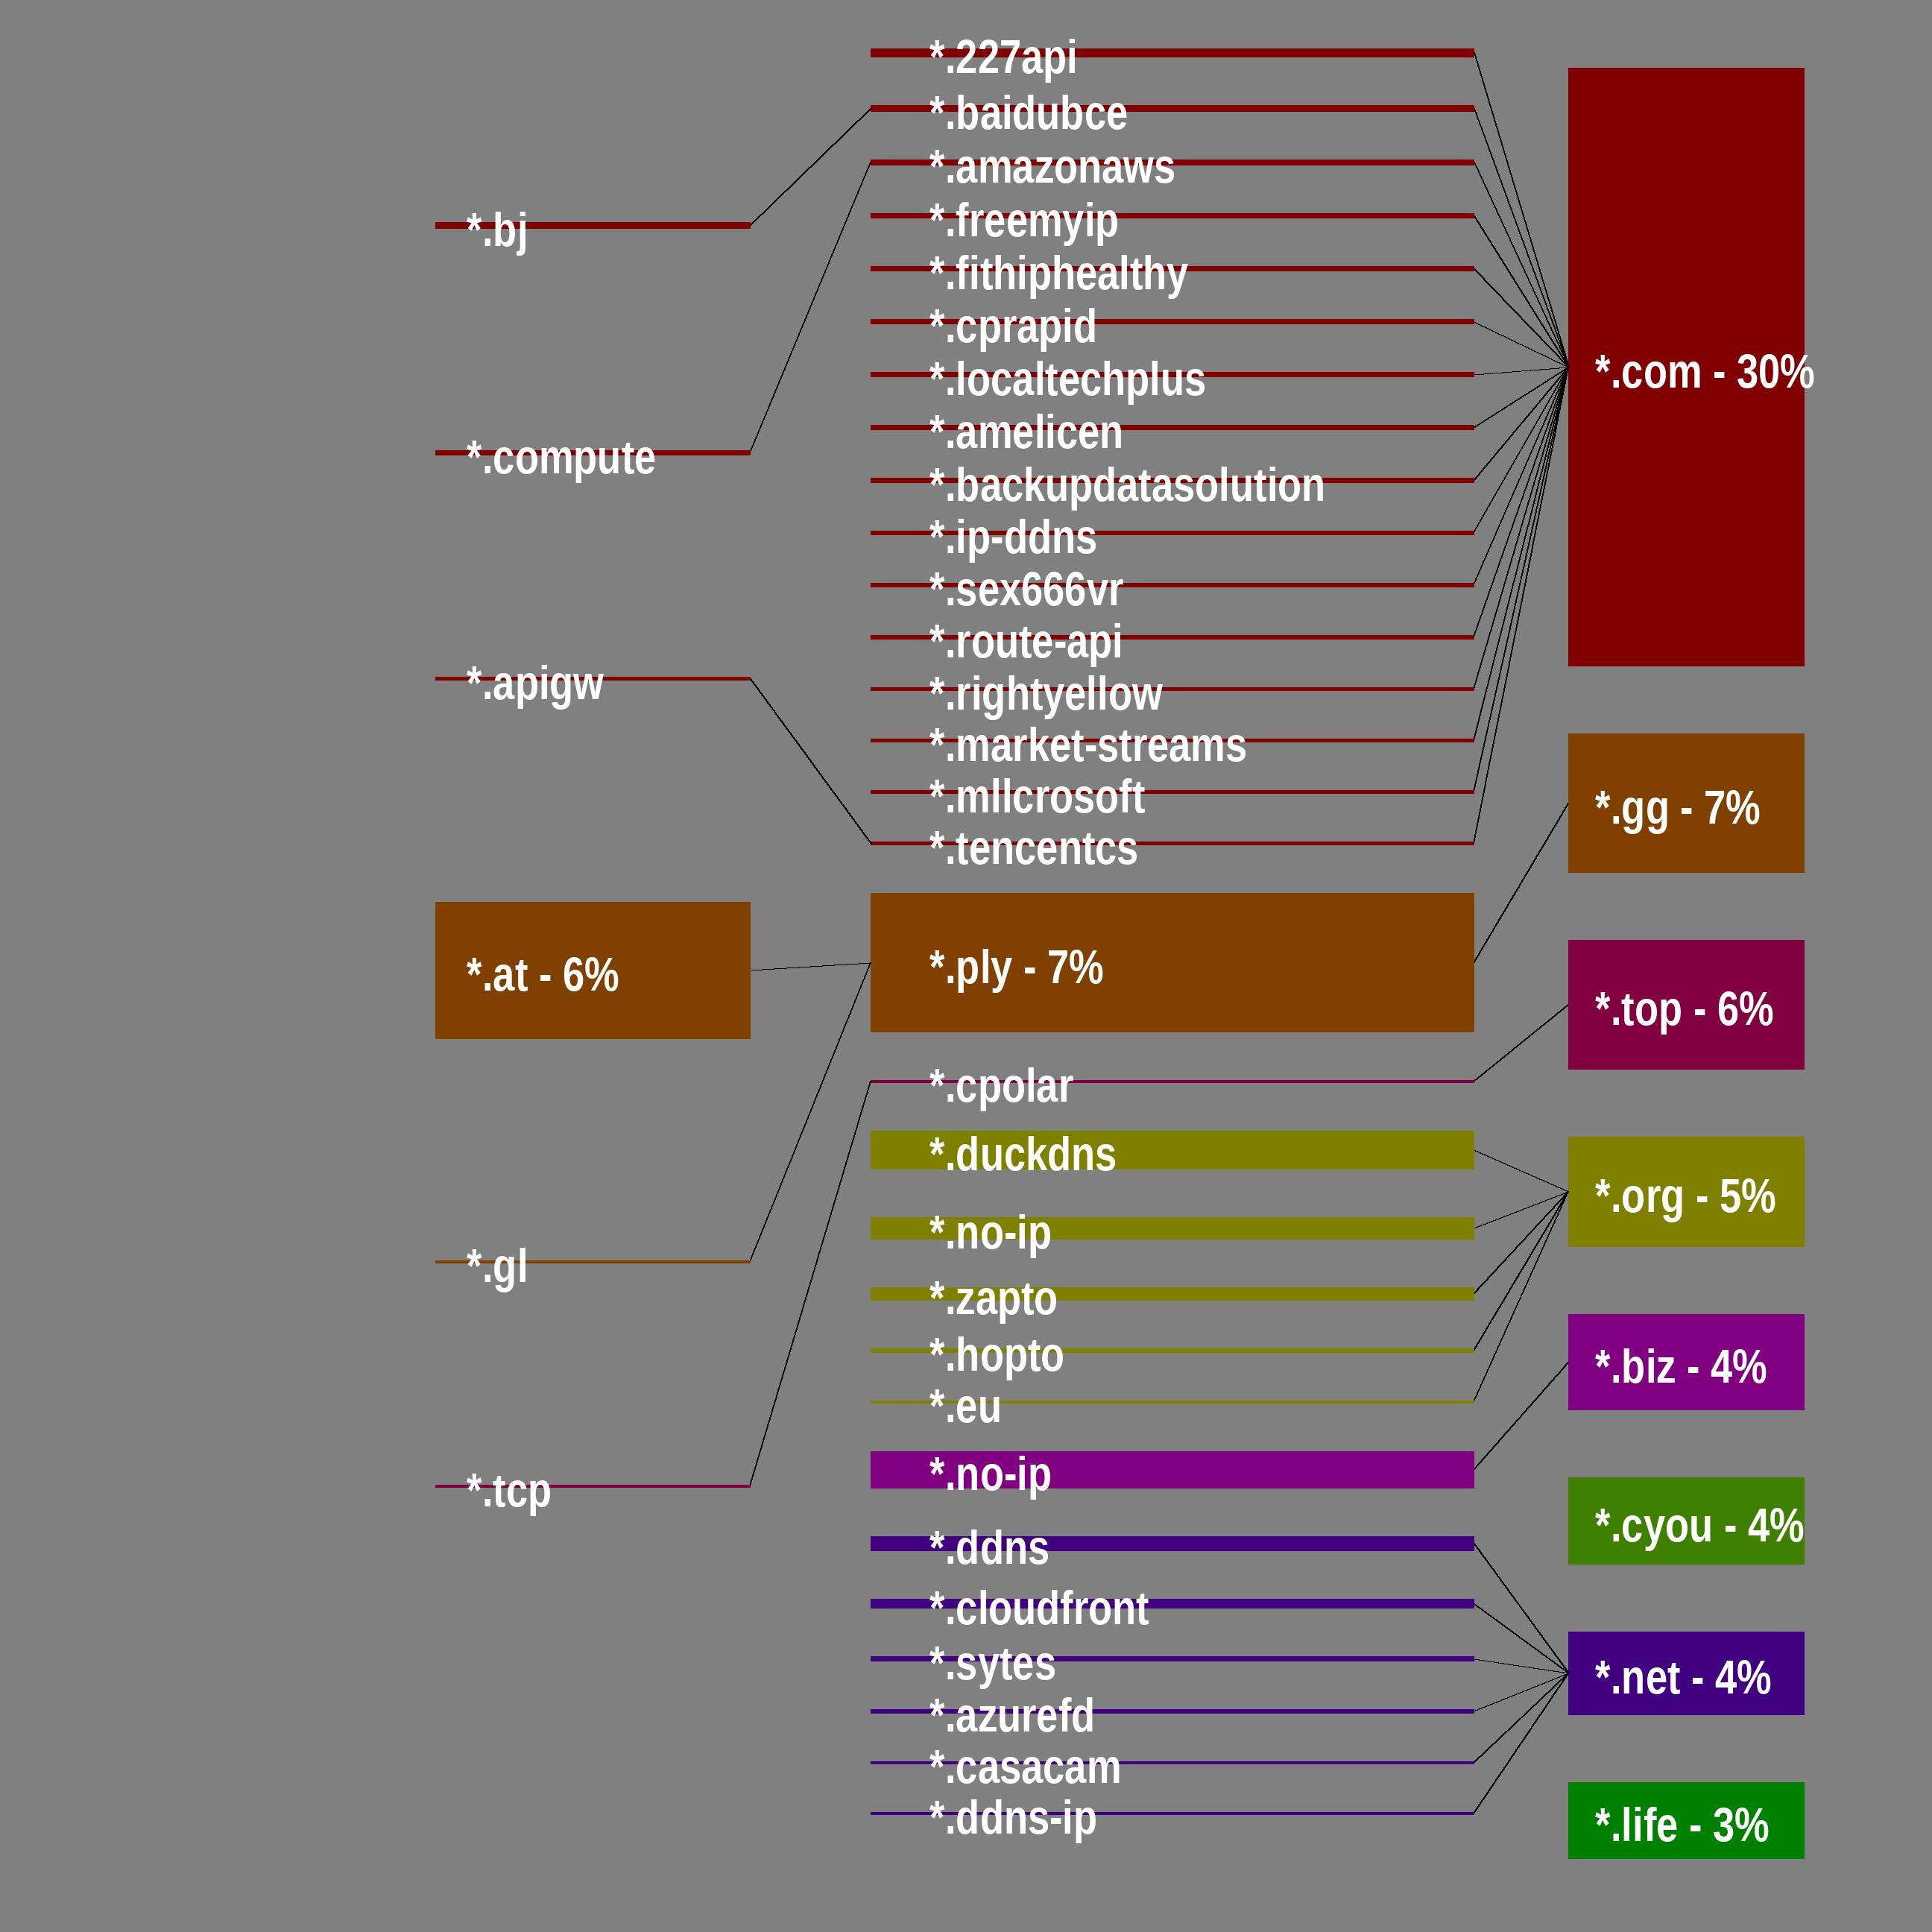 *.bj
*.compute
*.apigw
*.at - 6%
*.gl
*.tcp
*.227api
*.baidubce
*.amazonaws
*.freemyip
*.fithiphealthy
*.cprapid
*.localtechplus
*.amelicen
*.backupdatasolution
*.ip-ddns
*.sex666vr
*.route-api
*.rightyellow
*.market-streams
*.mllcrosoft
*.tencentcs
*.ply - 7%
*.cpolar
*.duckdns
*.no-ip
*.zapto
*.hopto
*.eu
*.no-ip
*.ddns
*.cloudfront
*.sytes
*.azurefd
*.casacam
*.ddns-ip
*.com - 30%
*.gg - 7%
*.top - 6%
*.org - 5%
*.biz - 4%
*.cyou - 4%
*.net - 4%
*.life - 3%